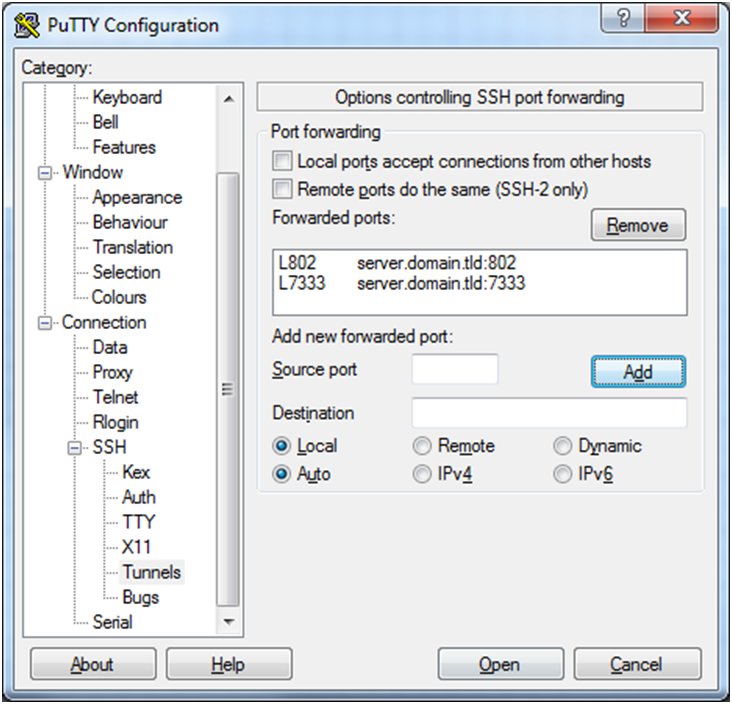 PuTTY Configuration
?
Category:
Keyboard
Bell
Features
Window
Appearance
Behaviour
Translation
Selection
Colours
Connection
Data
Proxy
Telnet
Rlogin
SSH
Kex
Auth
TTY
X11
Tunnels
Bugs
Serial
Options controlling SSH port forwarding
Port forwarding
Local ports accept connections from other hosts
Remote ports do the same (SSH-2 only)
Forwarded ports:
Remove
L802 server.domain.tld:802
L7333 server.domain.tld:7333
Add new forwarded port:
Source port
Add
Destination
Local Remote Dynamic
Auto IPv4 IPv6
About Help Open Cancel